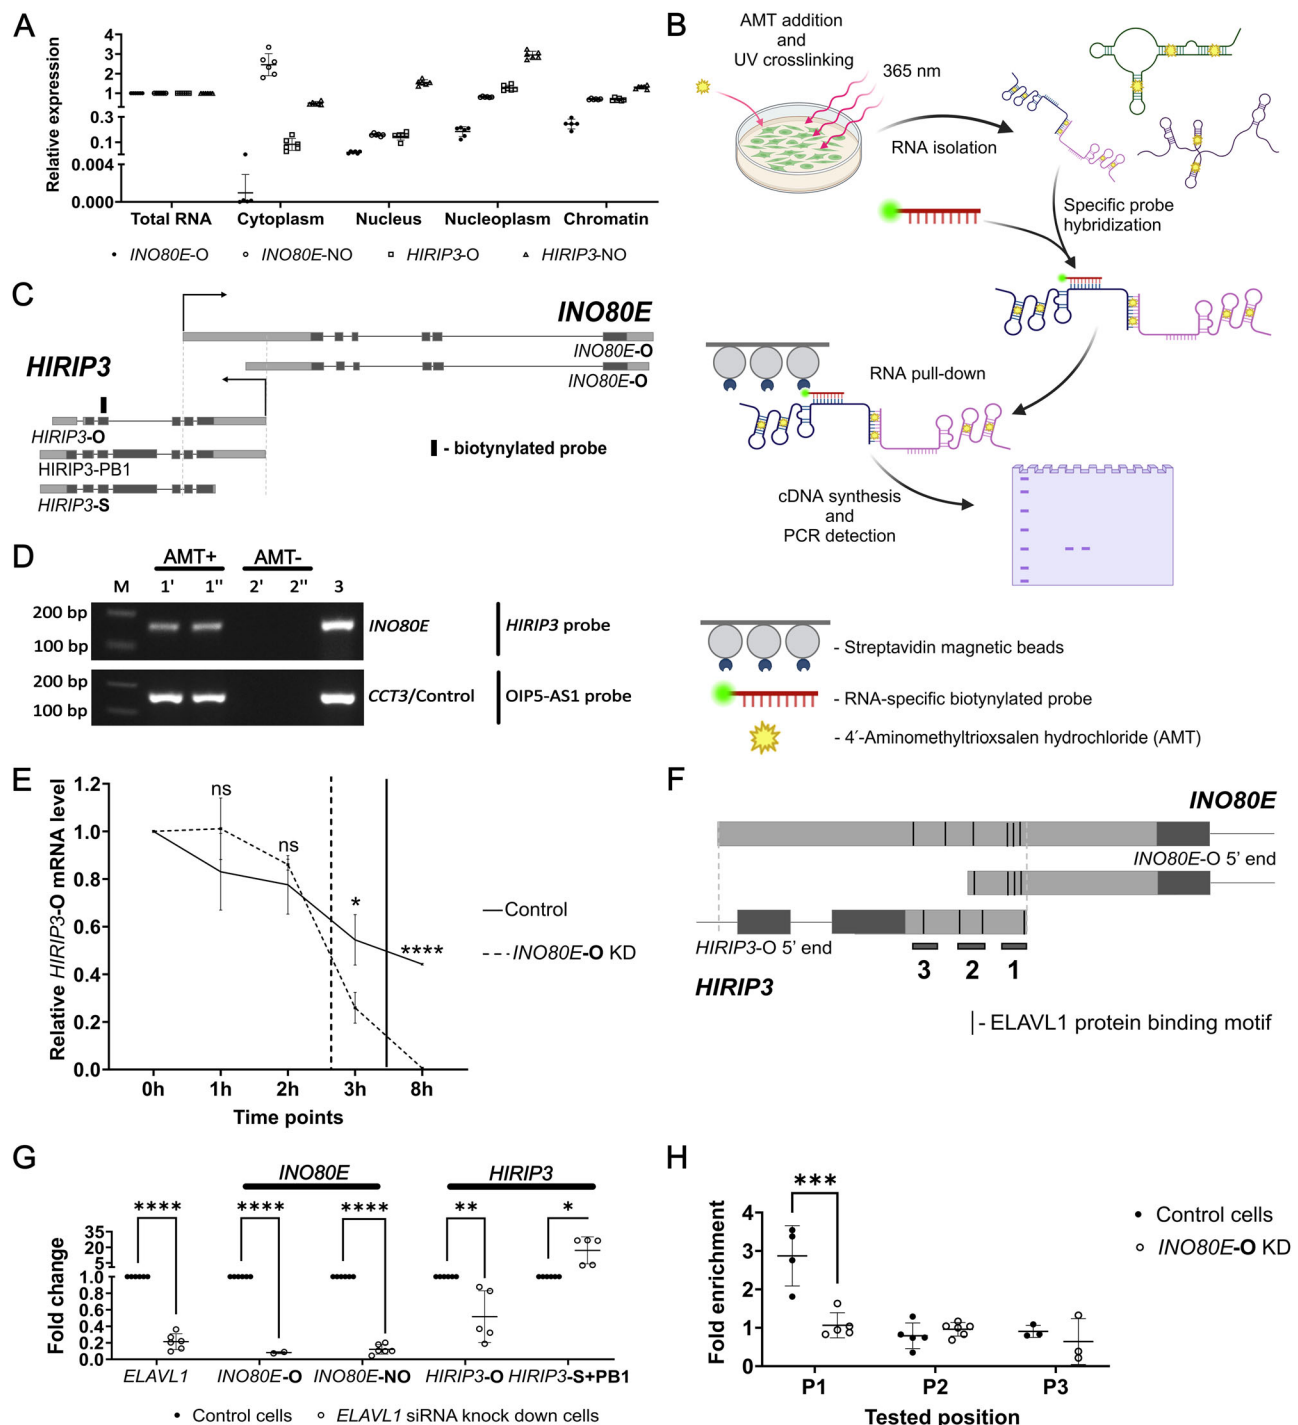 A
Relative expression
4
3
2
1
0.3
0.1
0.004
0.000
Total RNA Cytoplasm Nucleus Nucleoplasm Chromatin
INO80E-O INO80E-NO HIRIP3-O HIRIP3-NO
B
AMT addition
and
UV crosslinking
365 nm
RNA isolation
Specific probe
hybridization
RNA pull-down
cDNA synthesis
and
PCR detection
- Streptavidin magnetic beads
- RNA-specific biotynylated probe
- 4´-Aminomethyltrioxsalen hydrochloride (AMT)
C
INO80E
INO80E-O
INO80E-O
HIRIP3
HIRIP3-O
HIRIP3-PB1
HIRIP3-S
- biotynylated probe
D
AMT+ AMT-
M 1' 1" 2' 2" 3
200 bp
100 bp
INO80E
HIRIP3 probe
200 bp
100 bp
CCT3/Control
OIP5-AS1 probe
E
Relative HIRIP3-O mRNA level
1.2
1.0
0.8
0.6
0.4
0.2
0.0
ns
ns
*
****
Control
INO80E-O KD
0h 1h 2h 3h 8h
Time points
F
INO80E
INO80E-O 5' end
HIRIP3-O 5' end
3 2 1
HIRIP3
- ELAVL1 protein binding motif
G
INO80E HIRIP3
**** **** **** ** *
Fold change
35
20
5
1.0
0.8
0.6
0.4
0.2
0.0
ELAVL1 INO80E-O INO80E-NO HIRIP3-O HIRIP3-S+PB1
Control cells ELAVL1 siRNA knock down cells
H
***
Fold enrichment
4
3
2
1
0
P1 P2 P3
Tested position
Control cells
INO80E-O KD